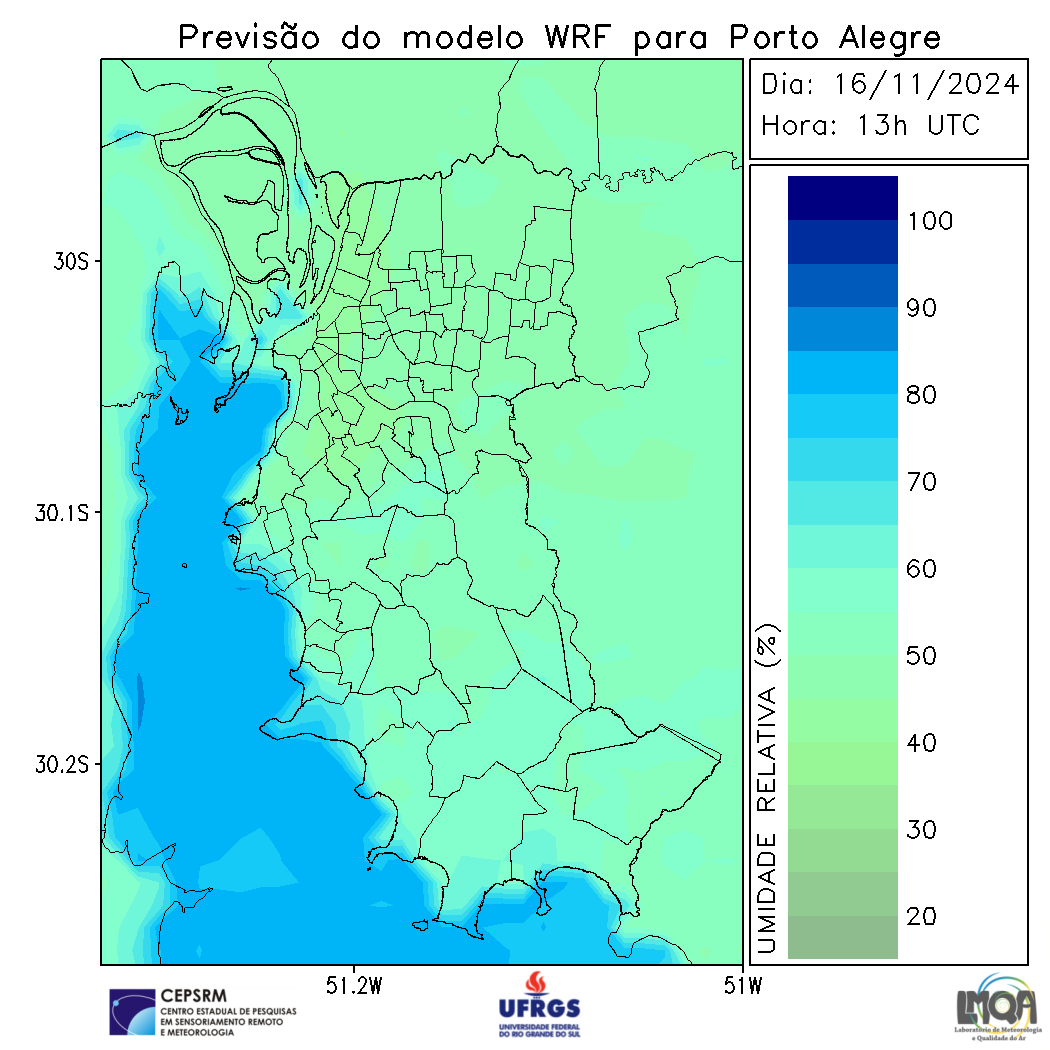 Previsão do modelo WRF para Porto Alegre
Dia: 16/11/2024
Hora: 13h UTC
100
90
80
70
60
50
40
30
20
UMIDADE RELATIVA (%)
30S
30.1S
30.2S
51.2W
51W
CEPSRM
CENTRO ESTADUAL DE PESQUISAS
EM SENSORIAMENTO REMOTO
E METEOROLOGIA
UFRGS
UNIVERSIDADE FEDERAL
DO RIO GRANDE DO SUL
LMQA
Laboratório de Meteorologia
e Qualidade do Ar